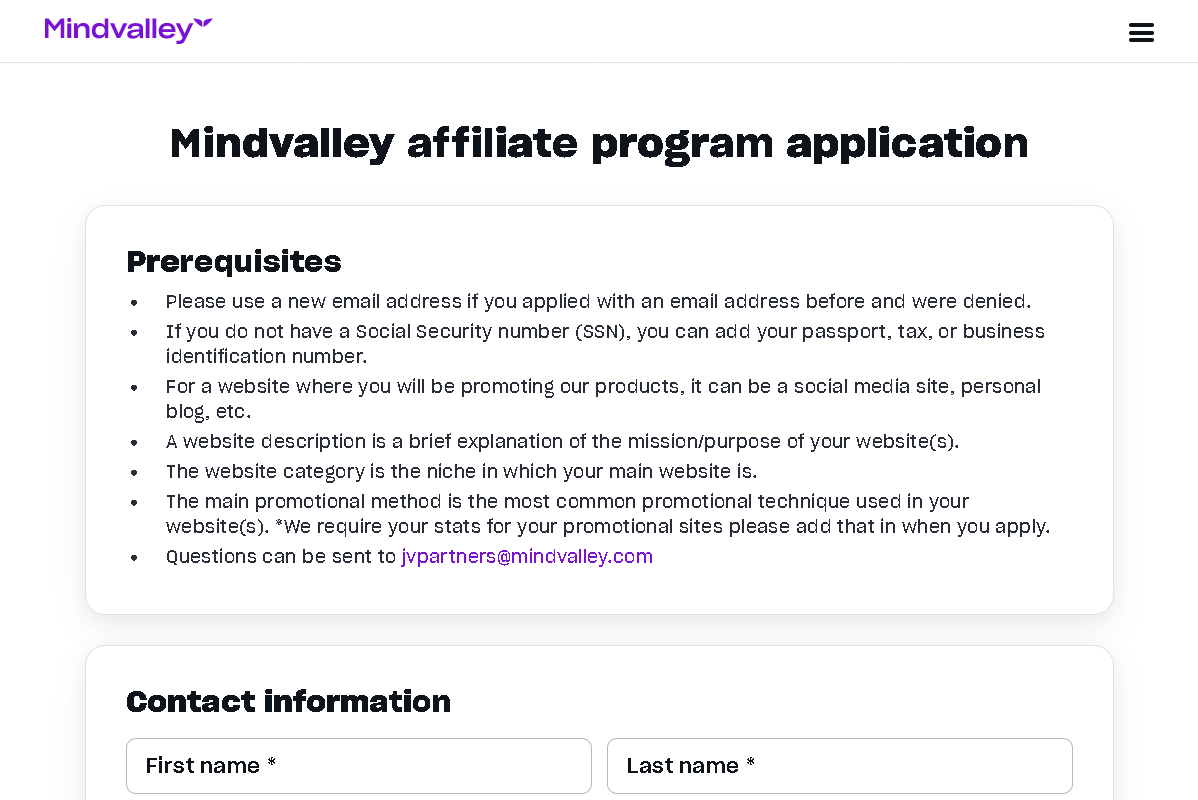 Mindvalley
Mindvalley affiliate program application
Prerequisites
• Please use a new email address if you applied with an email address before and were denied.
• If you do not have a Social Security number (SSN), you can add your passport, tax, or business
identification number.
• For a website where you will be promoting our products, it can be a social media site, personal
blog, etc.
• A website description is a brief explanation of the mission/purpose of your website(s).
• The website category is the niche in which your main website is.
• The main promotional method is the most common promotional technique used in your
website(s). *We require your stats for your promotional sites please add that in when you apply.
• Questions can be sent to jvpartners@mindvalley.com
Contact information
First name *
Last name *